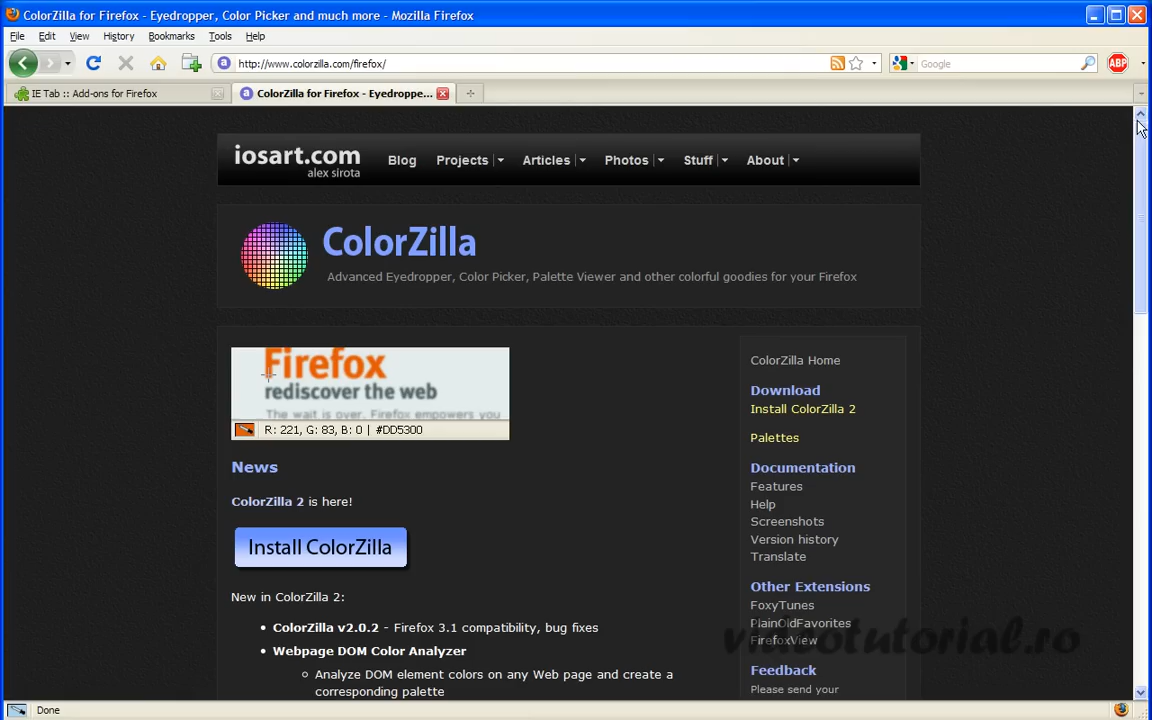 ColorZilla for Firefox - Eyedropper, Color Picker and much more - Mozilla Firefox
File Edit View History Bookmarks Tools Help
http://www.colorzilla.com/firefox/
Google
ABP
IE Tab :: Add-ons for Firefox
ColorZilla for Firefox - Eyedroppe...
iosart.com
alex sirota
Blog Projects Articles Photos Stuff About
ColorZilla
Advanced Eyedropper, Color Picker, Palette Viewer and other colorful goodies for your Firefox
Firefox
rediscover the web
The wait is over. Firefox empowers you
R: 221, G: 83, B: 0 | #DD5300
News
ColorZilla 2 is here!
Install ColorZilla
New in ColorZilla 2:
• ColorZilla v2.0.2 - Firefox 3.1 compatibility, bug fixes
• Webpage DOM Color Analyzer
Analyze DOM element colors on any Web page and create a
corresponding palette
ColorZilla Home
Download
Install ColorZilla 2
Palettes
Documentation
Features
Help
Screenshots
Version history
Translate
Other Extensions
FoxyTunes
PlainOldFavorites
FirefoxView
Feedback
Please send your
videotutorial.ro
Done